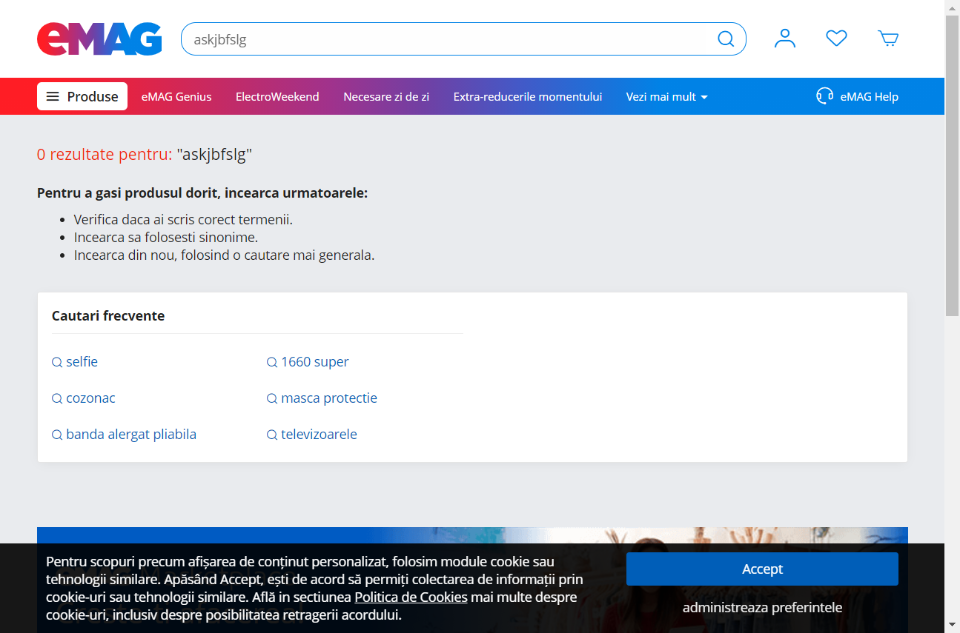 eMAG
askjbfslg
Produse
eMAG Genius
ElectroWeekend
Necesare zi de zi
Extra-reducerile momentului
Vezi mai mult
eMAG Help
0 rezultate pentru: "askjbfslg"
Pentru a gasi produsul dorit, incearca urmatoarele:
Verifica daca ai scris corect termenii.
Incearca sa folosesti sinonime.
Incearca din nou, folosind o cautare mai generala.
Cautari frecvente
selfie
1660 super
cozonac
masca protectie
banda alergat pliabila
televizoarele
Pentru scopuri precum afișarea de conținut personalizat, folosim module cookie sau
tehnologii similare. Apăsând Accept, ești de acord să permiți colectarea de informații prin
cookie-uri sau tehnologii similare. Află in sectiunea Politica de Cookies mai multe despre
cookie-uri, inclusiv despre posibilitatea retragerii acordului.
Accept
administreaza preferintele